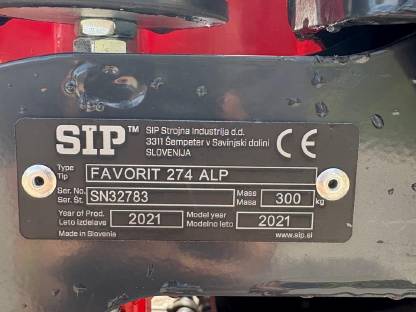 SIP™
SIP Strojna Industrija d.d.
3311 Šempeter v Savinjski dolini
SLOVENIJA
CE
Type
Tip
FAVORIT 274 ALP
Ser. No.
Ser. Št.
SN32783
Mass
Masa
300
kg
Year of Prod.
Leto izdelave
2021
Model year
Modelno leto
2021
Made in Slovenia
www.sip.si